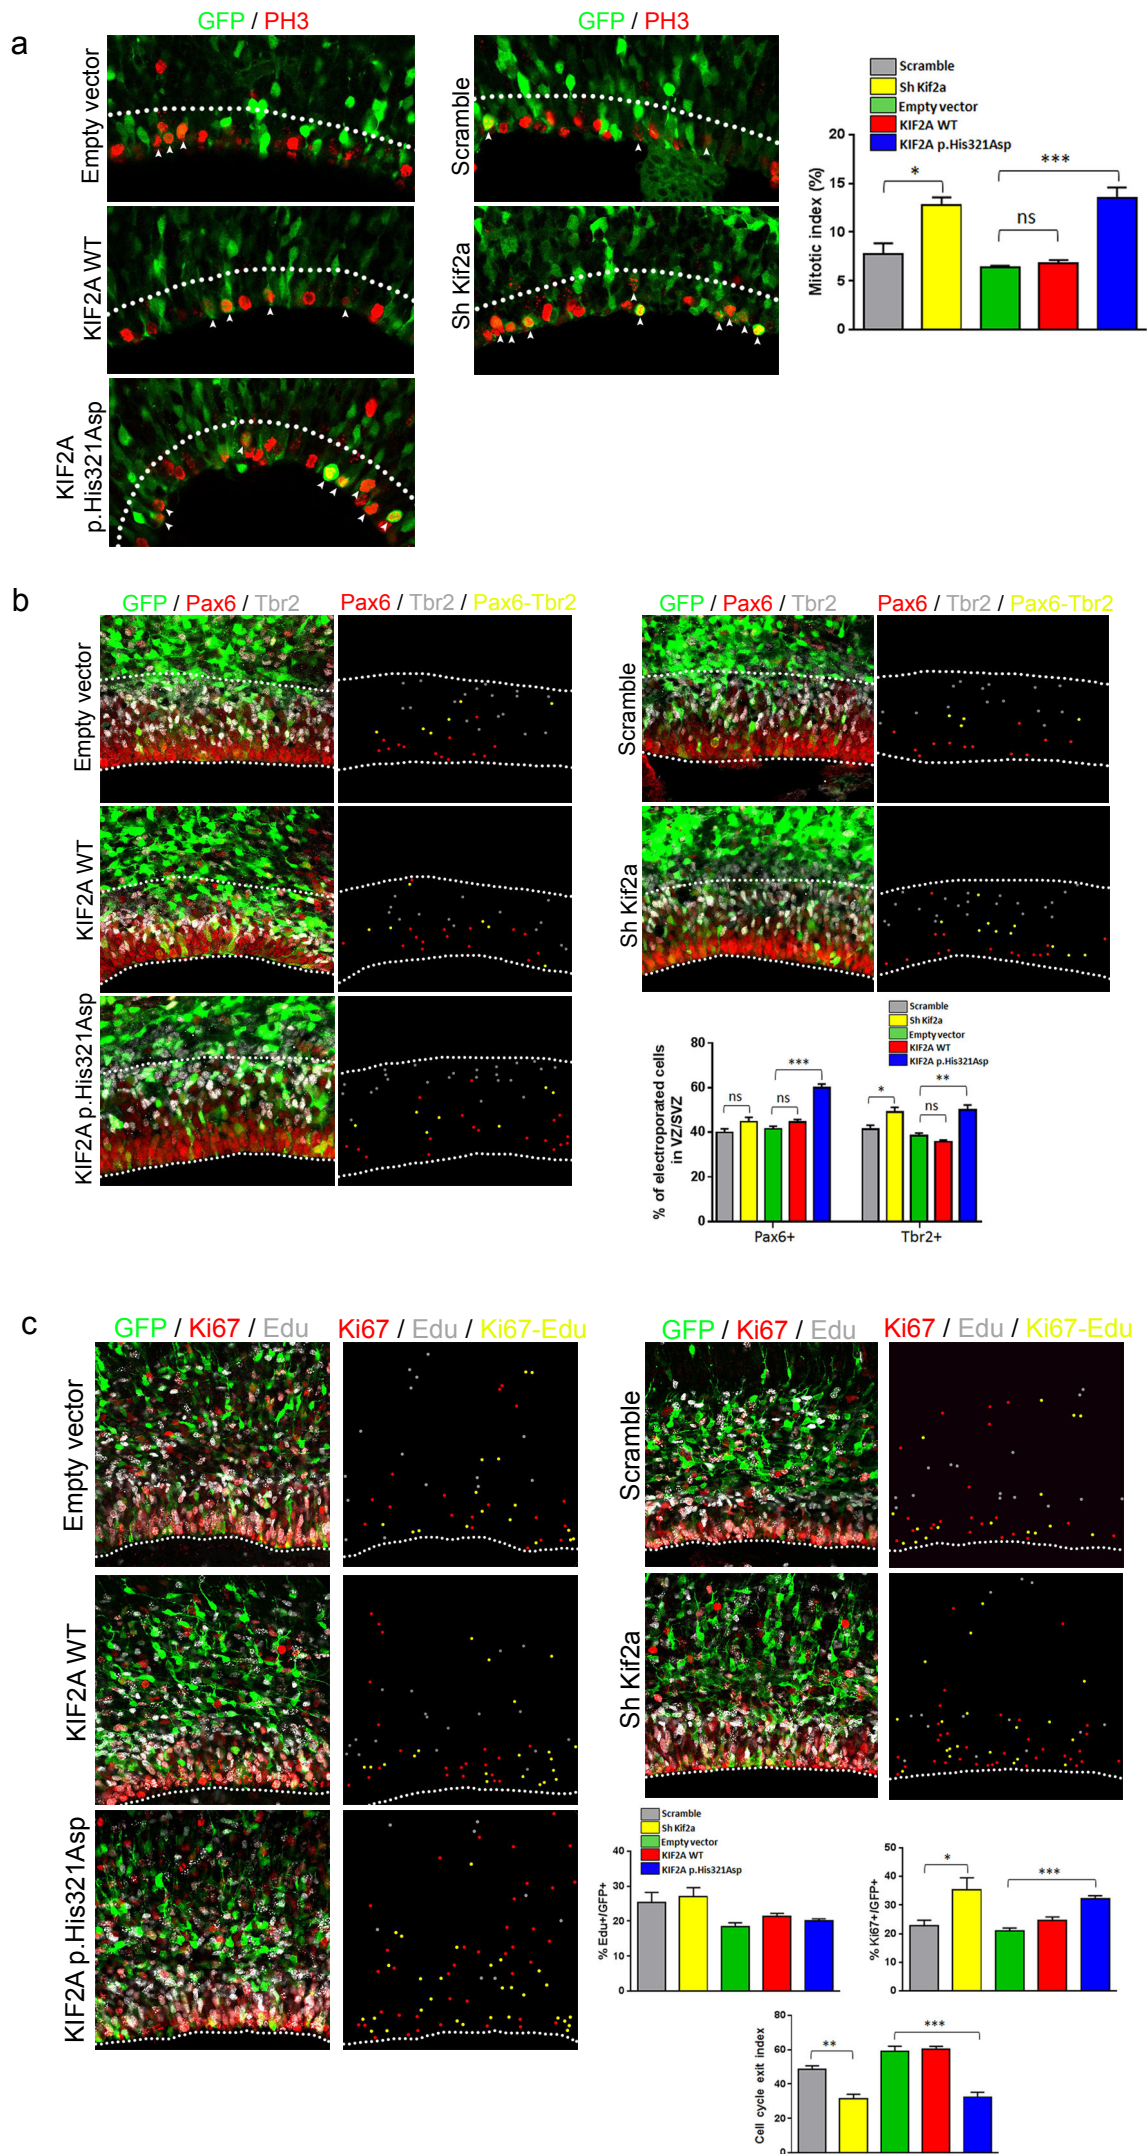 a
GFP / PH3
GFP / PH3
Empty vector
Scramble
KIF2A WT
Sh Kif2a
KIF2A
p.His321Asp
Scramble
Sh Kif2a
Empty vector
KIF2A WT
KIF2A p.His321Asp
Mitotic index (%)
20
15
10
5
0
*
ns
***
b
GFP / Pax6 / Tbr2
Pax6 / Tbr2 / Pax6-Tbr2
GFP / Pax6 / Tbr2
Pax6 / Tbr2 / Pax6-Tbr2
Empty vector
Scramble
KIF2A WT
Sh Kif2a
KIF2A p.His321Asp
Scramble
Sh Kif2a
Empty vector
KIF2A WT
KIF2A p.His321Asp
% of electroporated cells
in VZ/SVZ
80
60
40
20
0
ns
ns
***
*
ns
**
Pax6+
Tbr2+
c
GFP / Ki67 / Edu
Ki67 / Edu / Ki67-Edu
GFP / Ki67 / Edu
Ki67 / Edu / Ki67-Edu
Empty vector
Scramble
KIF2A WT
Sh Kif2a
KIF2A p.His321Asp
Scramble
Sh Kif2a
Empty vector
KIF2A WT
KIF2A p.His321Asp
% Edu+/GFP+
40
30
20
10
0
% Ki67+/GFP+
50
40
30
20
10
0
*
***
Cell cycle exit index
80
60
40
20
0
**
***